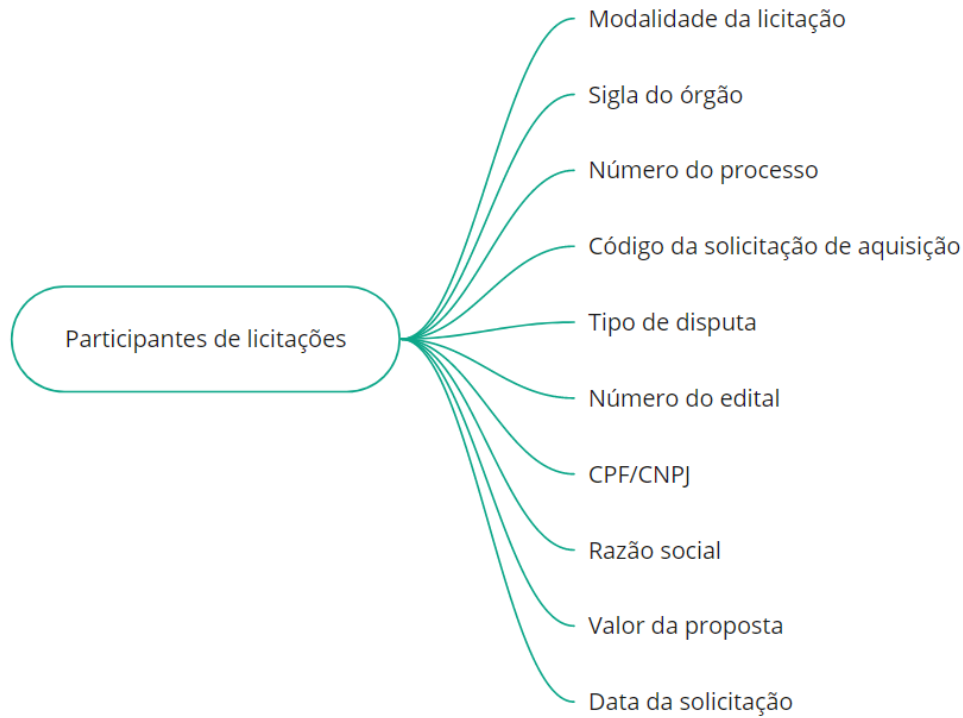 Participantes de licitações
Modalidade da licitação
Sigla do órgão
Número do processo
Código da solicitação de aquisição
Tipo de disputa
Número do edital
CPF/CNPJ
Razão social
Valor da proposta
Data da solicitação